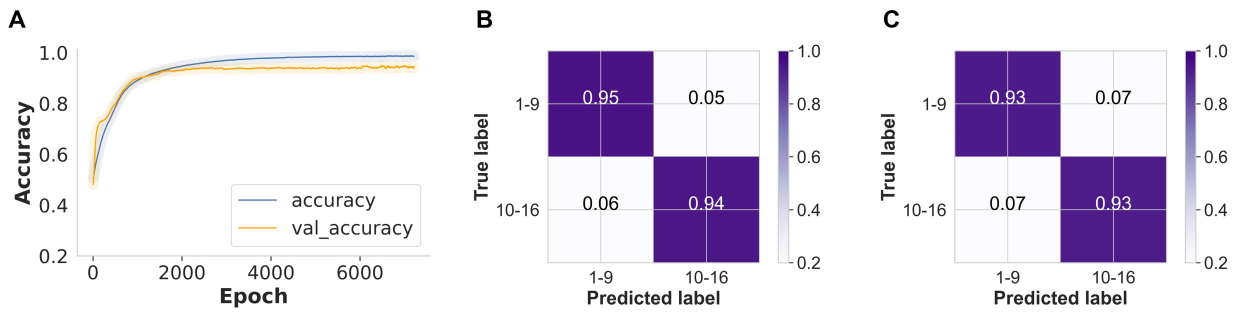 A
Accuracy
1.0
0.8
0.6
0.4
0.2
accuracy
val_accuracy
0 2000 4000 6000
Epoch
B
True label
1-9
10-16
0.95 0.05
0.06 0.94
1-9 10-16
Predicted label
1.0
0.8
0.6
0.4
0.2
C
True label
1-9
10-16
0.93 0.07
0.07 0.93
1-9 10-16
Predicted label
1.0
0.8
0.6
0.4
0.2